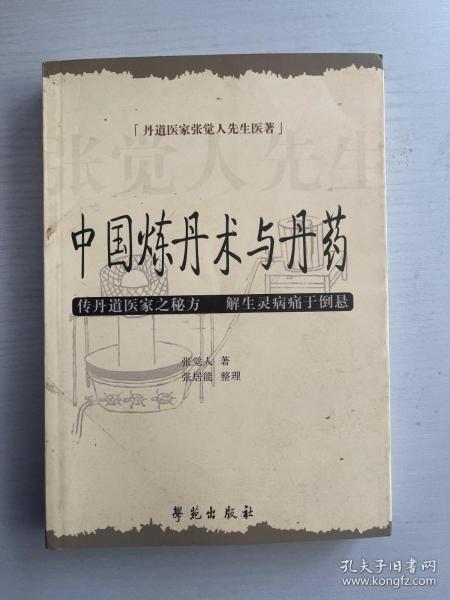 「丹道医家张觉人先生医著」
张觉人先生
中国炼丹术与丹药
传丹道医家之秘方 解生灵病痛于倒悬
张觉人 著
张居能 整理
學苑出版社
孔夫子旧书网
www.kongfz.com